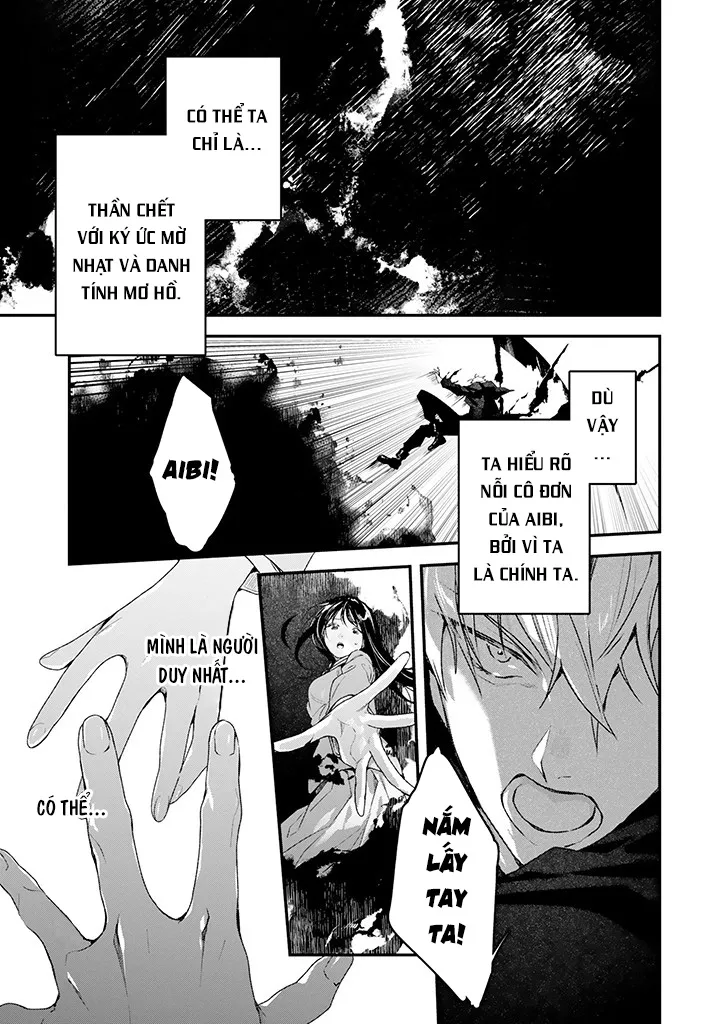 CÓ THỂ TA
CHỈ LÀ...
THẦN CHẾT
VỚI KÝ ỨC MỜ
NHẠT VÀ DANH
TÍNH MƠ HỒ.
DÙ
VẬY
...
TA HIỂU RÕ
NỖI CÔ ĐƠN
CỦA AIBI,
BỞI VÌ TA
LÀ CHÍNH TA.
AIBI!
NẮM
LẤY
TAY
TA!
MÌNH LÀ NGƯỜI
DUY NHẤT...
CÓ THỂ...